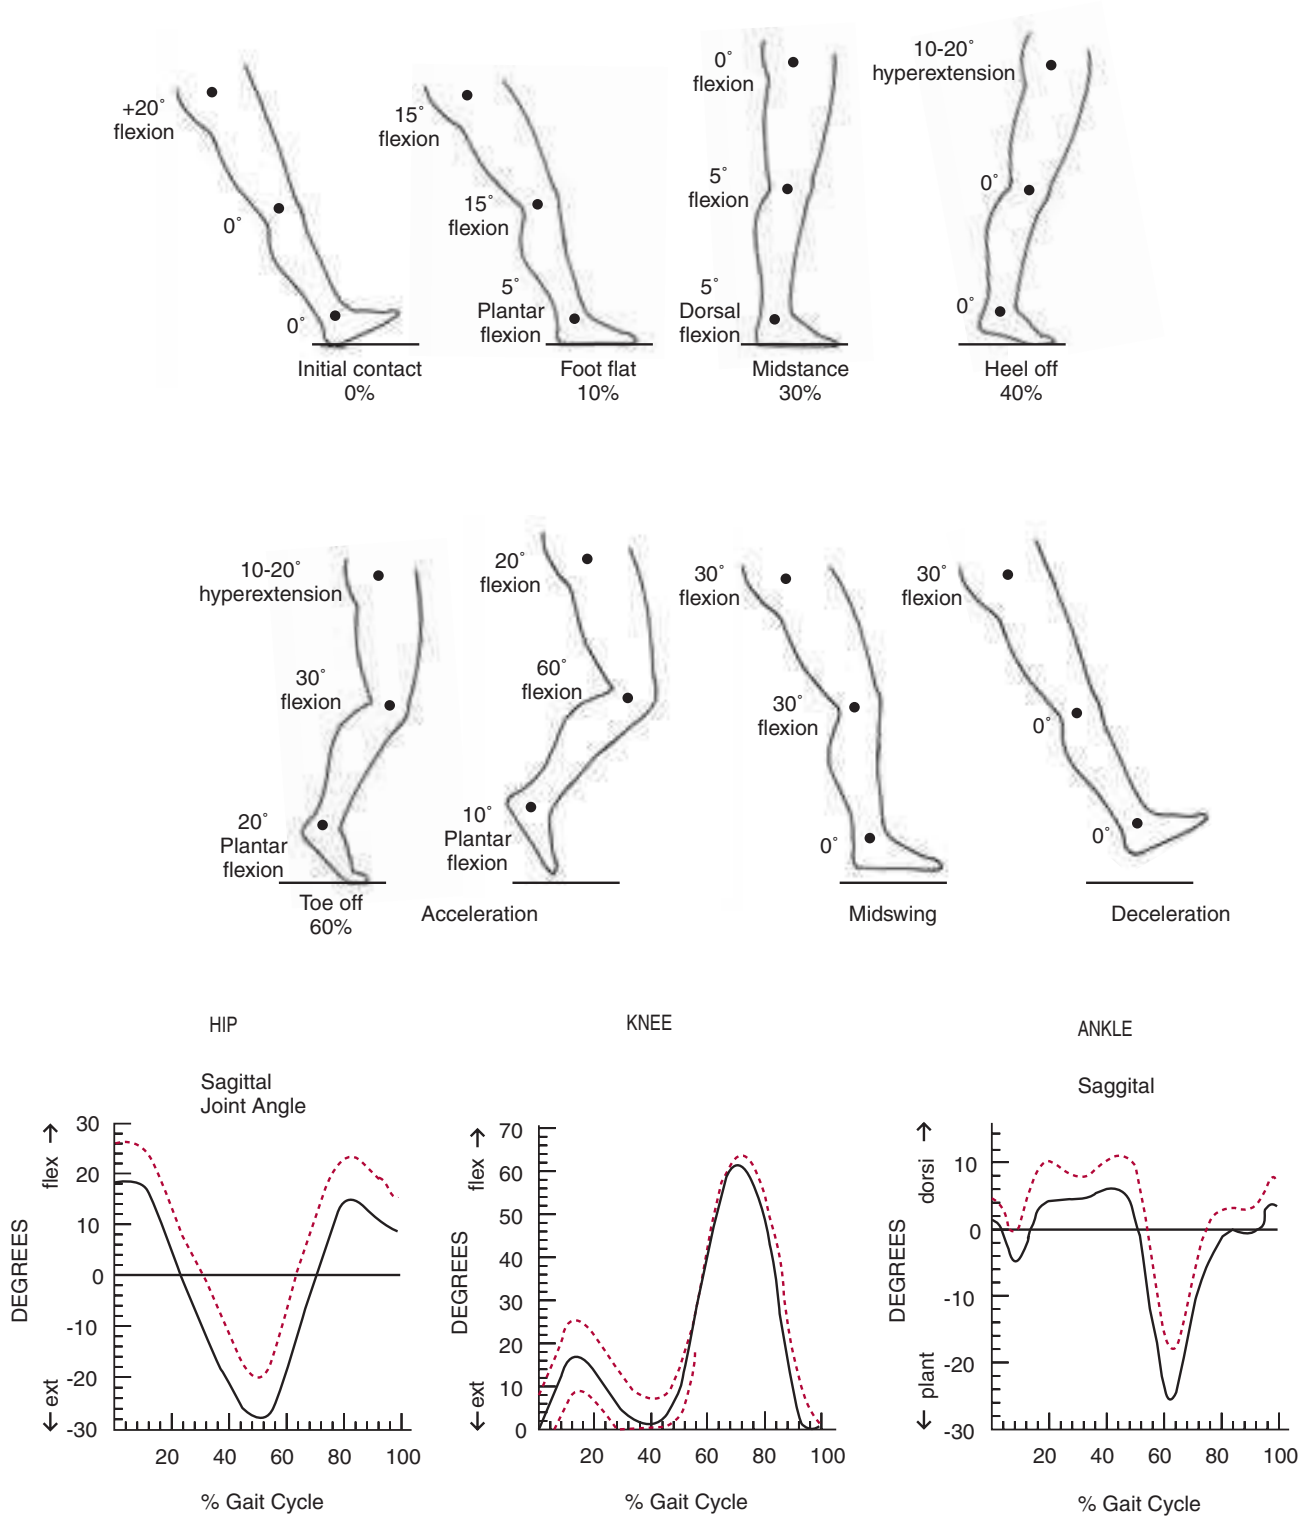 +20°
flexion
0°
0°
Initial contact
0%
15°
flexion
15°
flexion
5°
Plantar
flexion
Foot flat
10%
0°
flexion
5°
flexion
5°
Dorsal
flexion
Midstance
30%
10-20°
hyperextension
0°
0°
Heel off
40%
10-20°
hyperextension
30°
flexion
20°
Plantar
flexion
Toe off
60%
20°
flexion
60°
flexion
10°
Plantar
flexion
Acceleration
30°
flexion
30°
flexion
0°
Midswing
30°
flexion
0°
0°
Deceleration
HIP
Sagittal
Joint Angle
DEGREES
flex
ext
30
20
10
0
-10
-20
-30
20 40 60 80 100
% Gait Cycle
KNEE
DEGREES
flex
ext
70
60
50
40
30
20
10
0
20 40 60 80 100
% Gait Cycle
ANKLE
Saggital
DEGREES
dorsi
plant
10
0
-10
-20
-30
20 40 60 80 100
% Gait Cycle